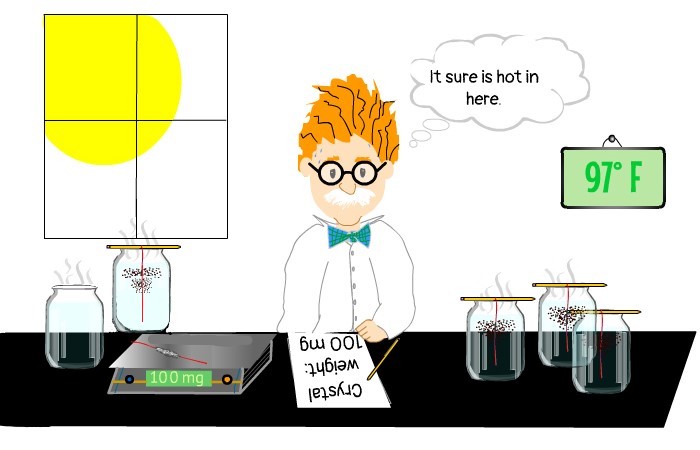 It sure is hot in
here.
97° F
100 mg
Crystal
weight:
100 mg